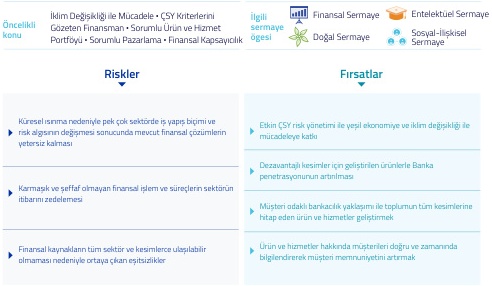 Öncelikli
konu
İklim Değişikliği ile Mücadele • ÇSY Kriterlerini
Gözeten Finansman • Sorumlu Ürün ve Hizmet
Portföyü • Sorumlu Pazarlama • Finansal Kapsayıcılık
İlgili
sermaye
ögesi
Finansal Sermaye
Entelektüel Sermaye
Doğal Sermaye
Sosyal-İlişkisel
Sermaye
Riskler
Küresel ısınma nedeniyle pek çok sektörde iş yapış biçimi ve
risk algısının değişmesi sonucunda mevcut finansal çözümlerin
yetersiz kalması
Karmaşık ve şeffaf olmayan finansal işlem ve süreçlerin sektörün
itibarını zedelemesi
Finansal kaynakların tüm sektör ve kesimlerce ulaşılabilir
olmaması nedeniyle ortaya çıkan eşitsizlikler
Fırsatlar
Etkin ÇSY risk yönetimi ile yeşil ekonomiye ve iklim değişikliği ile
mücadeleye katkı
Dezavantajlı kesimler için geliştirilen ürünlerle Banka
penetrasyonunun artırılması
Müşteri odaklı bankacılık yaklaşımı ile toplumun tüm kesimlerine
hitap eden ürün ve hizmetler geliştirmek
Ürün ve hizmetler hakkında müşterileri doğru ve zamanında
bilgilendirerek müşteri memnuniyetini artırmak